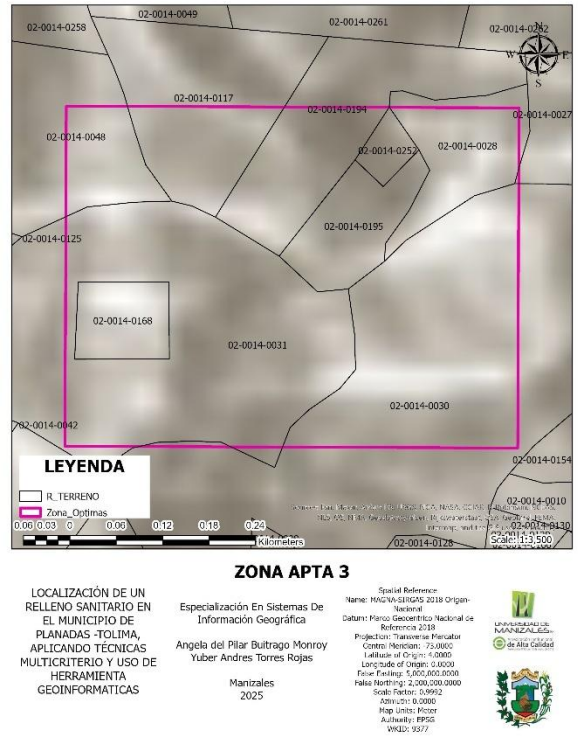 02-0014-0049
02-0014-0258
02-0014-0261
02-0014-0262
N
W E
S
02-0014-0117
02-0014-0194
02-0014-0027
02-0014-0048
02-0014-0252
02-0014-0028
02-0014-0195
02-0014-0125
02-0014-0168
02-0014-0031
02-0014-0030
02-0014-0042
02-0014-0154
02-0014-0010
02-0014-0128
LEYENDA
R_TERRENO
Zona_Optimas
0.06 0.03 0 0.06 0.12 0.18 0.24
Kilometers
Scale: 1:3,500
ZONA APTA 3
LOCALIZACIÓN DE UN
RELLENO SANITARIO EN
EL MUNICIPIO DE
PLANADAS -TOLIMA,
APLICANDO TÉCNICAS
MULTICRITERIO Y USO DE
HERRAMIENTA
GEOINFORMATICAS
Especialización En Sistemas De
Información Geográfica
Angela del Pilar Buitrago Monroy
Yuber Andres Torres Rojas
Manizales
2025
Spatial Reference
Name: MAGNA-SIRGAS 2018 Origen-
Nacional
Datum: Marco Geocentrico Nacional de
Referencia 2018
Projection: Transverse Mercator
Central Meridian: -73.0000
Latitude of Origin: 4.0000
Longitude of Origin: 0.0000
False Easting: 5,000,000.0000
False Northing: 2,000,000.0000
Scale Factor: 0.9992
Azimuth: 0.0000
Map Units: Meter
Authority: EPSG
WKID: 9377
UNIVERSIDAD DE
MANIZALES
de Alta Calidad